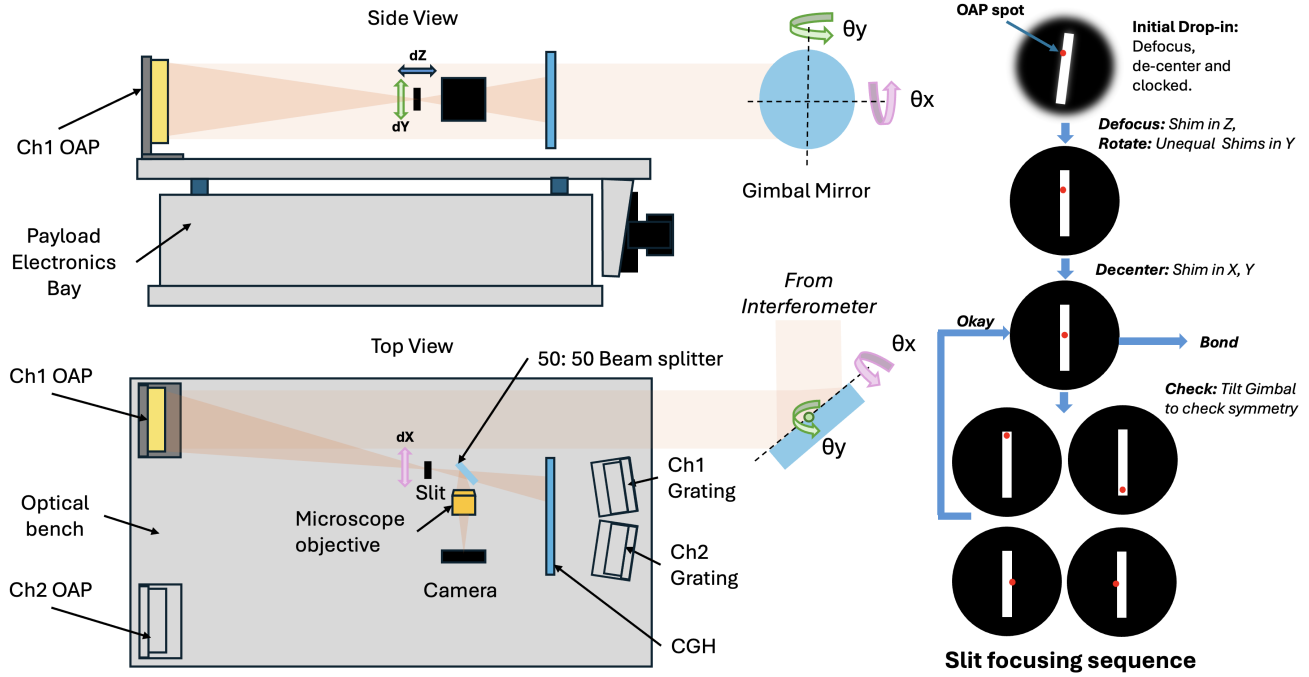 Side View
dZ
dY
θy
θx
Ch1 OAP
Gimbal Mirror
Payload
Electronics
Bay
From
Interferometer
Top View
50: 50 Beam splitter
θx
θy
Ch1 OAP
dX
Slit
Ch1
Grating
Optical
bench
Microscope
objective
Ch2
Grating
Camera
Ch2 OAP
CGH
OAP spot
Initial Drop-in:
Defocus,
de-center and
clocked.
Defocus: Shim in Z,
Rotate: Unequal Shims in Y
Decenter: Shim in X, Y
Okay
Bond
Check: Tilt Gimbal
to check symmetry
Slit focusing sequence